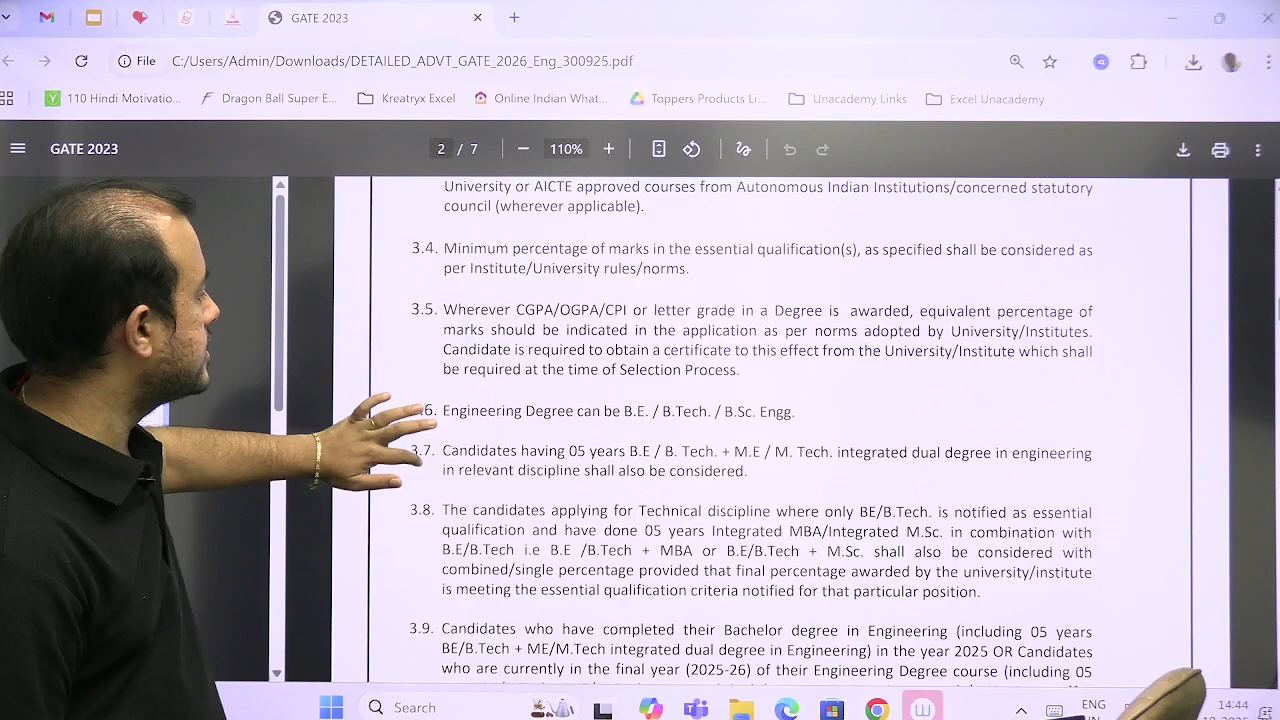 GATE 2023
File
C:/Users/Admin/Downloads/DETAILED_ADVT_GATE_2026_Eng_300925.pdf
110 Hindi Motivatio...
Dragon Ball Super E...
Kreatryx Excel
Online Indian What...
Toppers Products Li...
Unacademy Links
Excel Unacademy
GATE 2023
2 / 7
110%
University or AICTE approved courses from Autonomous Indian Institutions/concerned statutory
council (wherever applicable).
3.4. Minimum percentage of marks in the essential qualification(s), as specified shall be considered as
per Institute/University rules/norms.
3.5. Wherever CGPA/OGPA/CPI or letter grade in a Degree is awarded, equivalent percentage of
marks should be indicated in the application as per norms adopted by University/Institutes.
Candidate is required to obtain a certificate to this effect from the University/Institute which shall
be required at the time of Selection Process.
.6. Engineering Degree can be B.E. / B.Tech. / B.Sc. Engg.
3.7. Candidates having 05 years B.E / B. Tech. + M.E / M. Tech. integrated dual degree in engineering
in relevant discipline shall also be considered.
3.8. The candidates applying for Technical discipline where only BE/B.Tech. is notified as essential
qualification and have done 05 years Integrated MBA/Integrated M.Sc. in combination with
B.E/B.Tech i.e B.E /B.Tech + MBA or B.E/B.Tech + M.Sc. shall also be considered with
combined/single percentage provided that final percentage awarded by the university/institute
is meeting the essential qualification criteria notified for that particular position.
3.9. Candidates who have completed their Bachelor degree in Engineering (including 05 years
BE/B.Tech + ME/M.Tech integrated dual degree in Engineering) in the year 2025 OR Candidates
who are currently in the final year (2025-26) of their Engineering Degree course (including 05
Search
ENG
IN
14:44